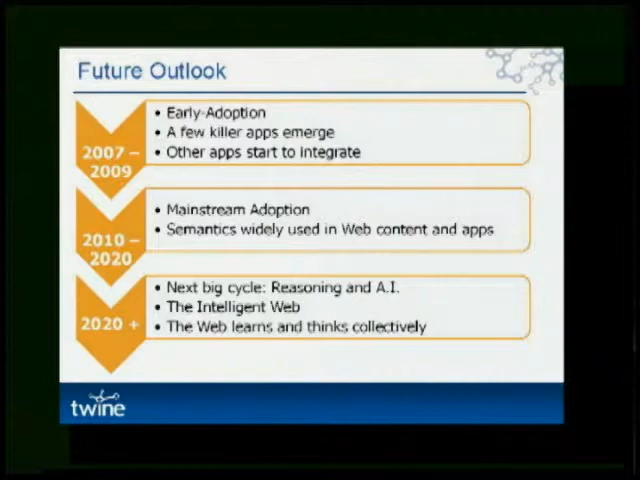 Future Outlook
2007 –
2009
• Early-Adoption
• A few killer apps emerge
• Other apps start to integrate
2010 –
2020
• Mainstream Adoption
• Semantics widely used in Web content and apps
2020 +
• Next big cycle: Reasoning and A.I.
• The Intelligent Web
• The Web learns and thinks collectively
twine